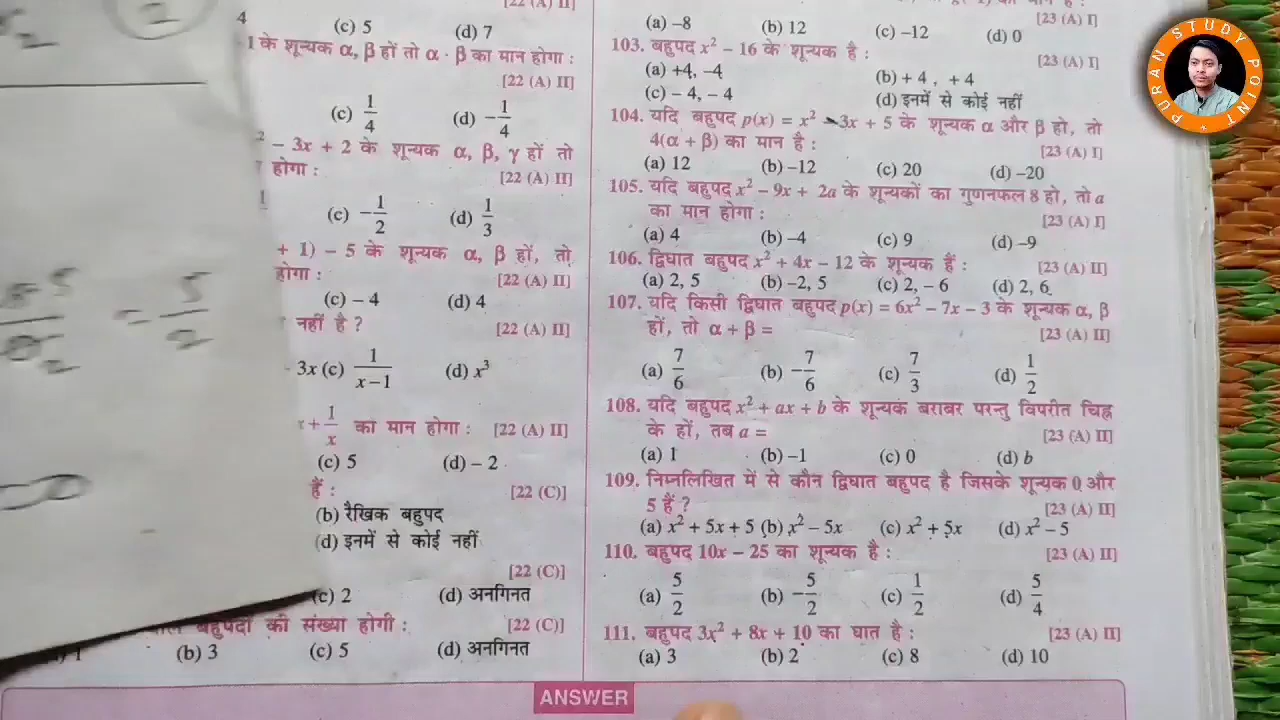 2
4
(c) 5 (d) 7
1 के शून्यक α, β हों तो α · β का मान होगा :
[22 (A) II]
(c) 1/4 (d) –1/4
² – 3x + 2 के शून्यक α, β, γ हों तो
होगा : [22 (A) II]
(c) –1/2 (d) 1/3
+ 1) – 5 के शून्यक α, β हों, तो
होगा : [22 (A) II]
(c) – 4 (d) 4
नहीं है ? [22 (A) II]
3x (c) 1/(x–1) (d) x³
x + 1/x का मान होगा : [22 (A) II]
(c) 5 (d) – 2
हैं : [22 (C)]
(b) रैखिक बहुपद
(d) इनमें से कोई नहीं
[22 (C)]
(c) 2 (d) अनगिनत
बहुपदों की संख्या होगी : [22 (C)]
1 (b) 3 (c) 5 (d) अनगिनत
= 5/2
[23 (A) I]
(a) –8 (b) 12 (c) –12 (d) 0
103. बहुपद x² – 16 के शून्यक है :
[23 (A) I]
(a) +4, –4 (b) + 4 , + 4
(c) – 4, – 4 (d) इनमें से कोई नहीं
104. यदि बहुपद p(x) = x² – 3x + 5 के शून्यक α और β हो, तो
4(α + β) का मान है :
[23 (A) I]
(a) 12 (b) –12 (c) 20 (d) –20
105. यदि बहुपद x² – 9x + 2a के शून्यकों का गुणनफल 8 हो, तो a
का मान होगा : [23 (A) I]
(a) 4 (b) –4 (c) 9 (d) –9
106. द्विघात बहुपद x² + 4x – 12 के शून्यक हैं : [23 (A) II]
(a) 2, 5 (b) –2, 5 (c) 2, – 6 (d) 2, 6
107. यदि किसी द्विघात बहुपद p(x) = 6x² – 7x – 3 के शून्यक α, β
हों, तो α + β = [23 (A) II]
(a) 7/6 (b) –7/6 (c) 7/3 (d) 1/2
108. यदि बहुपद x² + ax + b के शून्यक बराबर परन्तु विपरीत चिह्न
के हों, तब a = [23 (A) II]
(a) 1 (b) –1 (c) 0 (d) b
109. निम्नलिखित में से कौन द्विघात बहुपद है जिसके शून्यक 0 और
5 हैं ? [23 (A) II]
(a) x² + 5x + 5 (b) x² – 5x (c) x² + 5x (d) x² – 5
110. बहुपद 10x – 25 का शून्यक है : [23 (A) II]
(a) 5/2 (b) –5/2 (c) 1/2 (d) 5/4
111. बहुपद 3x² + 8x + 10 का घात है : [23 (A) II]
(a) 3 (b) 2 (c) 8 (d) 10
ANSWER
PURAN STUDY POINT